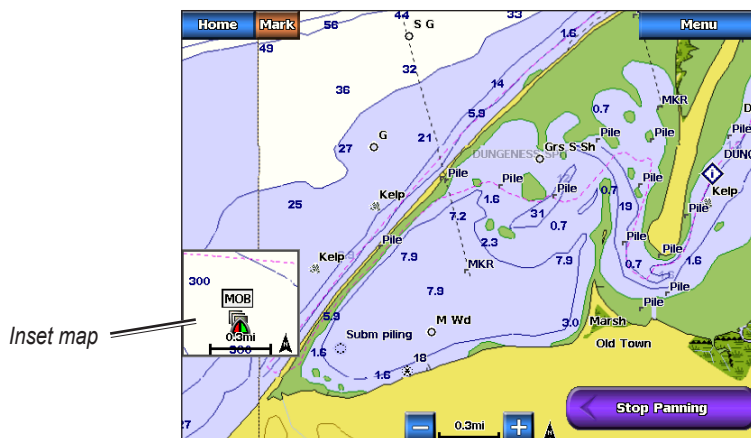 Home Mark Menu
44 33
S G
56
1.6
49
32
14
36
5.9
0.7
MKR
21
Pile Pile Pile
G
27
Grs S Sh
DUNGENESS SP
Pile Pile
Pile
Kelp
1.6
0.7
Kelp
25
7.2
31
19
0.7
Pile
2.3
Pile
Pile
Kelp
7.9
7.9
0.7
1.6
MKR
Pile
300
7.9
Pile
Pile
MOB
Inset map
0.3mi
300
5.9
M Wd
3.0
Marsh
Subm piling
Old Town
1.6
18
1.6
Stop Panning
0.3mi
27